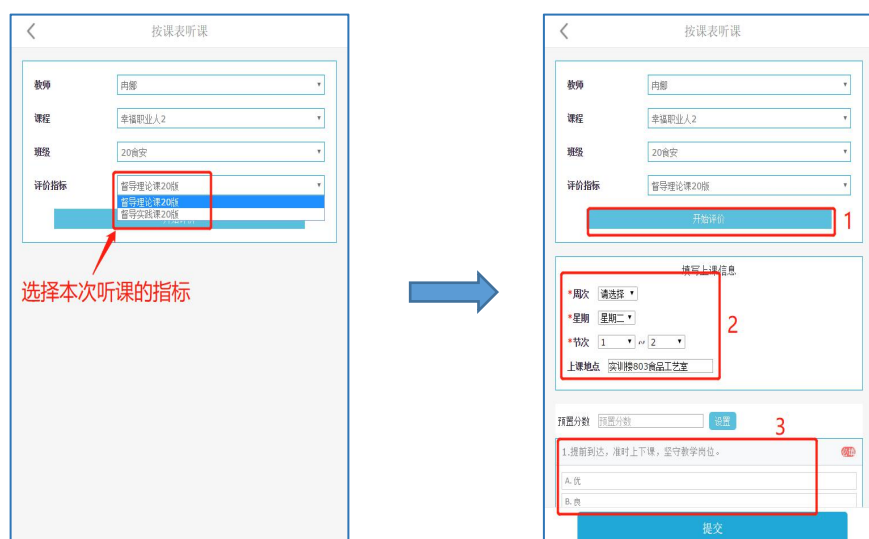 按课表听课
教师 冉鄉
课程 幸福职业人2
班级 20食安
评价指标 督导理论课20版
督导理论课20版
督导实践课20版
选择本次听课的指标
按课表听课
教师 冉鄉
课程 幸福职业人2
班级 20食安
评价指标 督导理论课20版
开始评价 1
填写上课信息
*周次 请选择
*星期 星期二
*节次 1 ~ 2
上课地点 实训楼803食品工艺室
2
预置分数 预置分数 设置
3
1.提前到达，准时上下课，坚守教学岗位。
A.优
B.良
提交